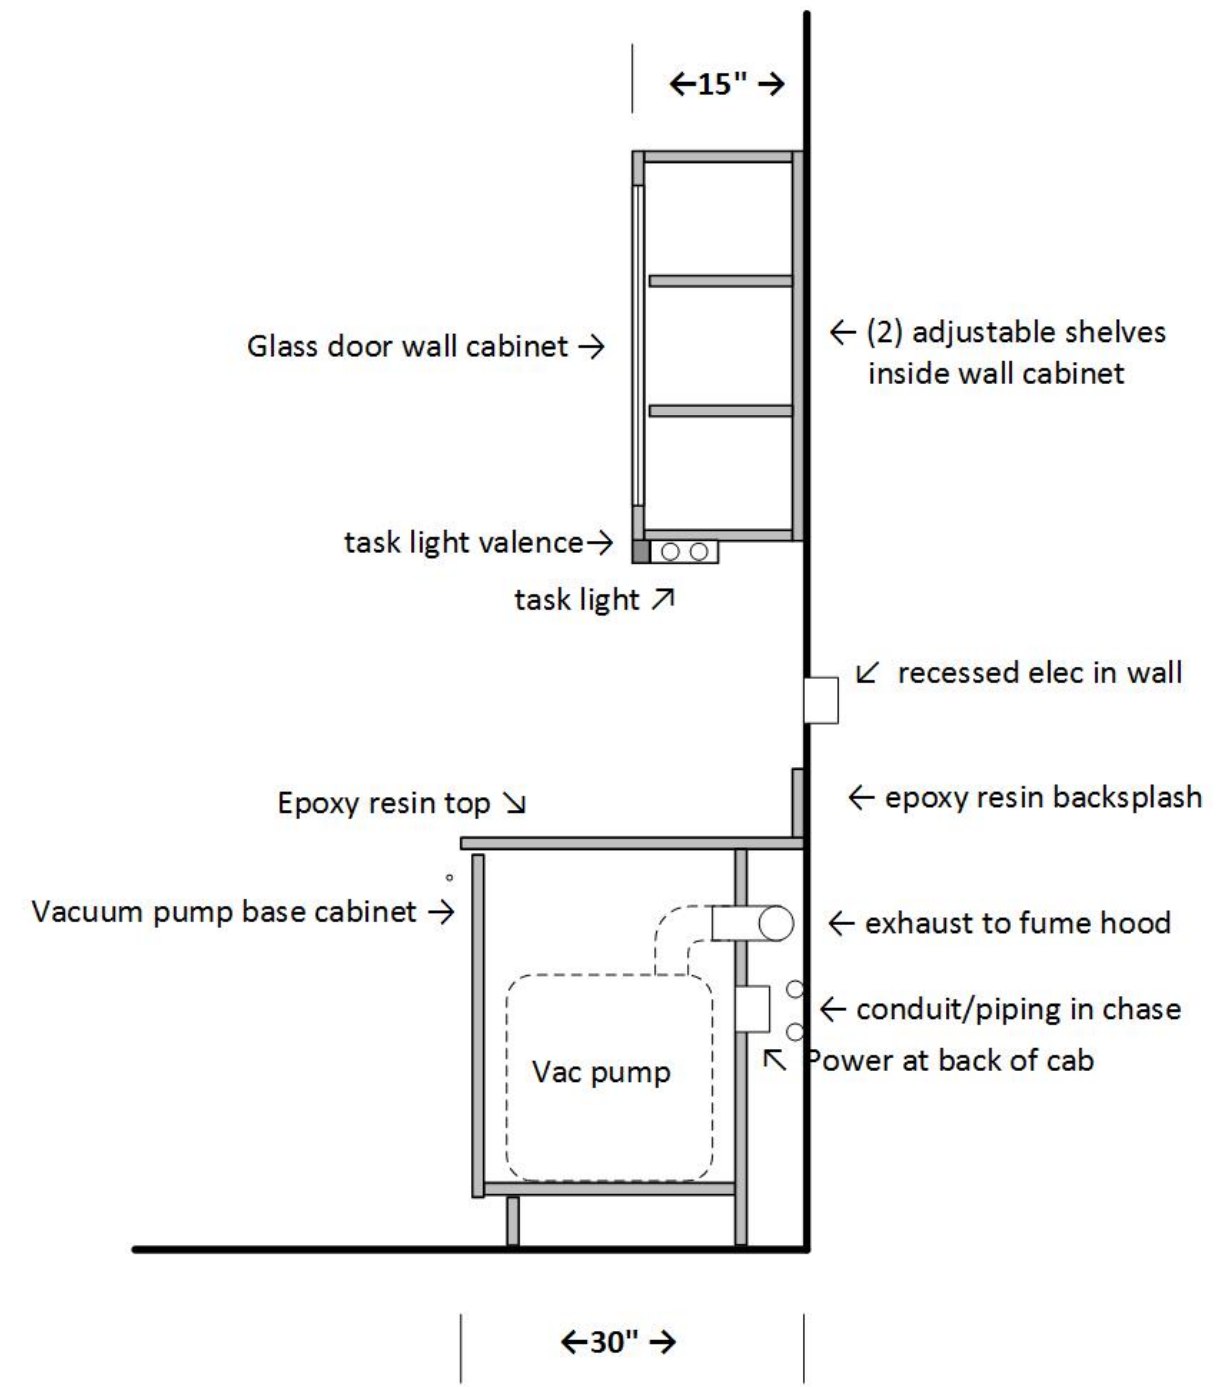 ←15" →
Glass door wall cabinet →
← (2) adjustable shelves
inside wall cabinet
task light valence→
task light ↗
↙ recessed elec in wall
Epoxy resin top ↘
← epoxy resin backsplash
Vacuum pump base cabinet →
← exhaust to fume hood
← conduit/piping in chase
↖ Power at back of cab
Vac pump
←30" →